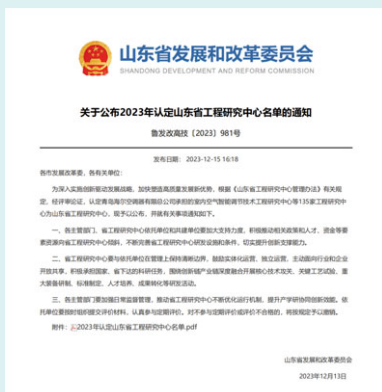 山东省发展和改革委员会
SHANDONG DEVELOPMENT AND REFORM COMMISSION
关于公布2023年认定山东省工程研究中心名单的通知
鲁发改高技〔2023〕981号
发布日期: 2023-12-15 16:18
各市发展改革委，各有关单位：
为深入实施创新驱动发展战略，加快塑造高质量发展新优势，根据《山东省工程研究中心管理办法》有关规
定，经评审论证，认定青岛海尔空调器有限总公司承担的室内空气智能调节技术工程研究中心等135家工程研究中
心为山东省工程研究中心，现予以公布，并就有关事项通知如下。
一、各主管部门、省工程研究中心依托单位和共建单位要加大支持力度，积极推动相关政策和人才、资金等要
素资源向省工程研究中心倾斜，不断完善省工程研究中心研发设施和条件，切实提升创新支撑能力。
二、省工程研究中心要与依托单位在管理上保持清晰边界，鼓励实体化运营、独立运营，主动面向行业和企业
开放共享，积极承担国家、省下达的科研任务，围绕创新链产业链深度融合开展核心技术攻关、关键工艺试验、重
大装备研制、标准制定、人才培养、成果转化等研发活动。
三、各主管部门要加强日常监督管理，推动省工程研究中心不断优化运行机制，提升产学研协同创新效能。依
托单位要按时组织提交评价材料，认真参与定期评价。对不参与定期评价或评价不合格的，将按规定予以撤销。
附件：2023年认定山东省工程研究中心名单.pdf
山东省发展和改革委员会
2023年12月13日